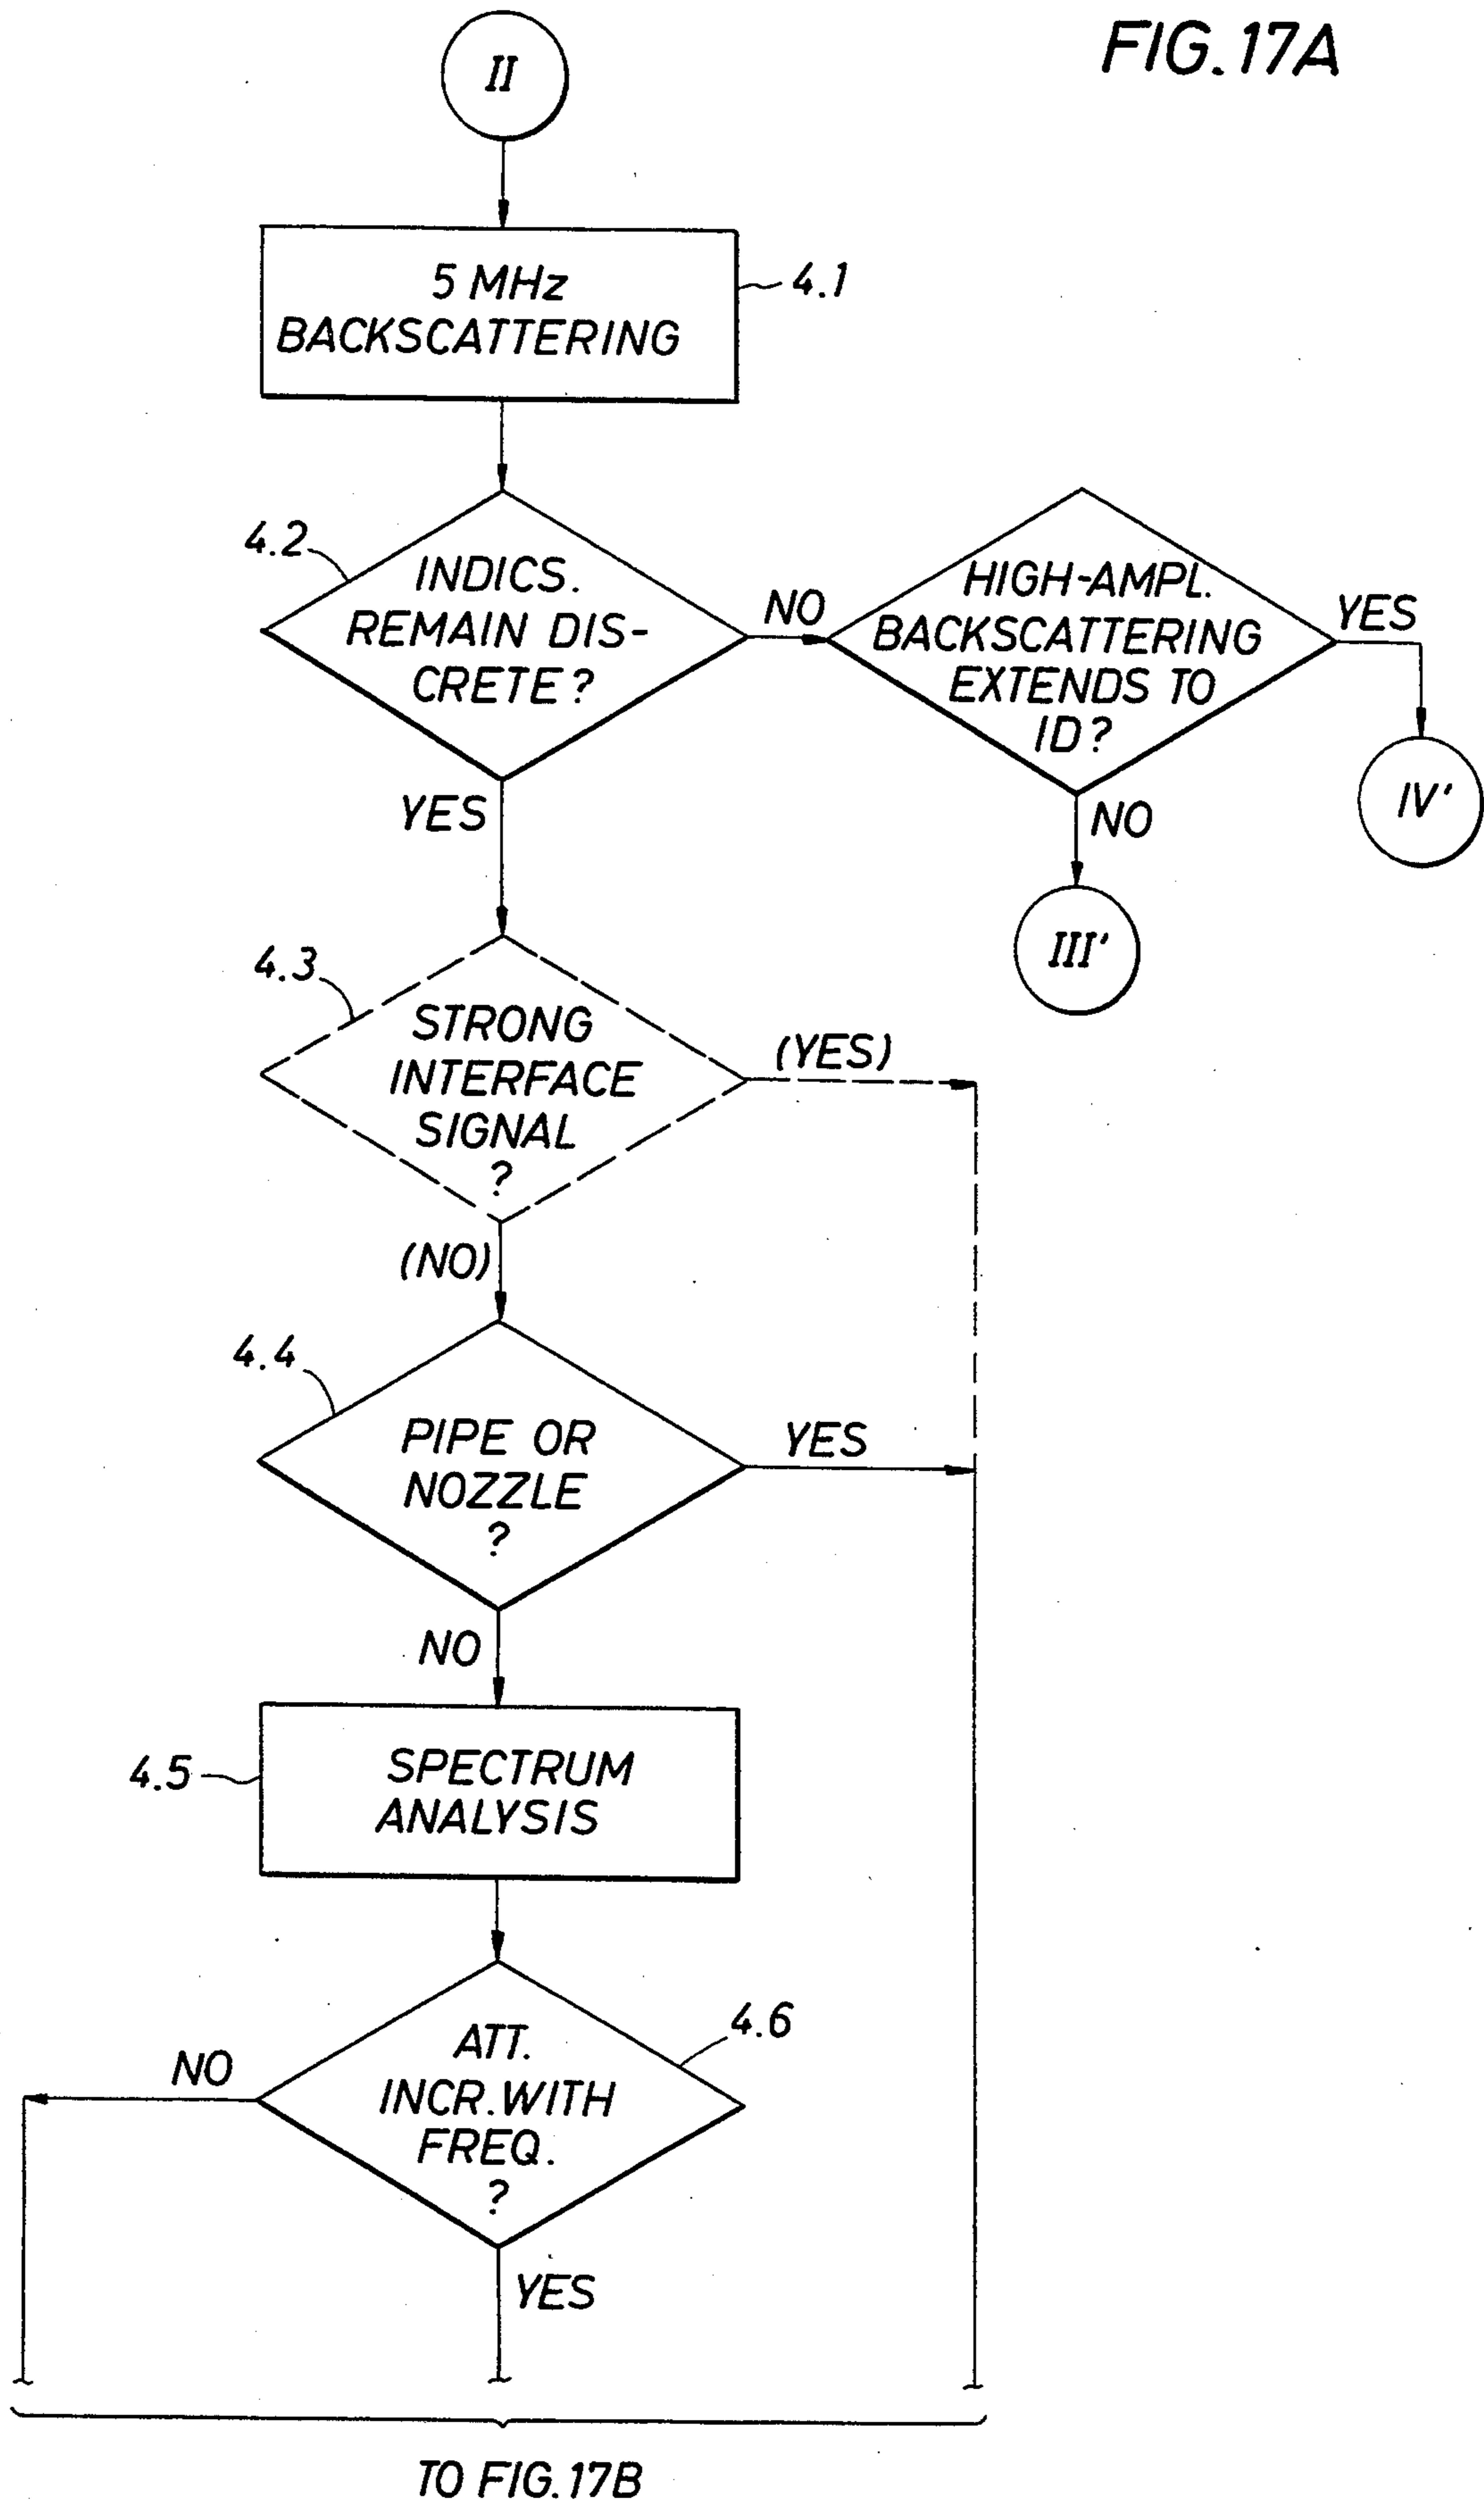 FIG. 17A
II
5 MHz
BACKSCATTERING
4.1
4.2
INDICS.
REMAIN DIS-
CRETE?
NO
HIGH-AMPL.
BACKSCATTERING
EXTENDS TO
ID?
YES
IV'
NO
III'
YES
4.3
STRONG
INTERFACE
SIGNAL
?
(YES)
(NO)
4.4
PIPE OR
NOZZLE
?
YES
NO
4.5
SPECTRUM
ANALYSIS
4.6
ATT.
INCR. WITH
FREQ.
?
NO
YES
TO FIG. 17B